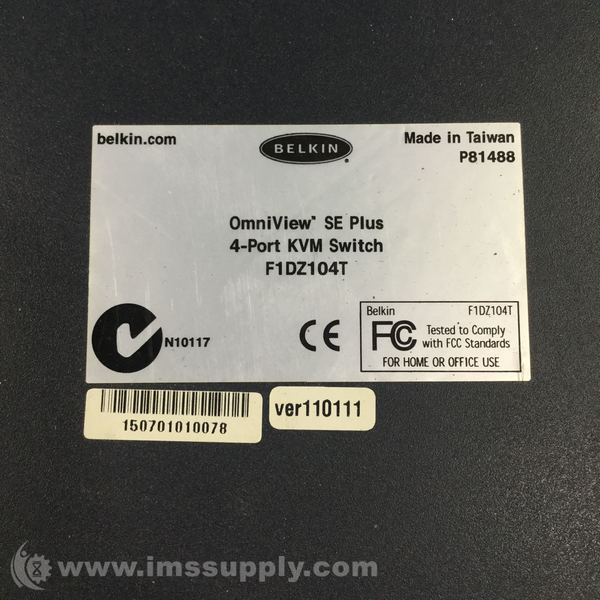 belkin.com
BELKIN
Made in Taiwan
P81488
OmniView™ SE Plus
4-Port KVM Switch
F1DZ104T
N10117
CE
Belkin F1DZ104T
FC Tested to Comply
with FCC Standards
FOR HOME OR OFFICE USE
150701010078
ver110111
www.imssupply.com